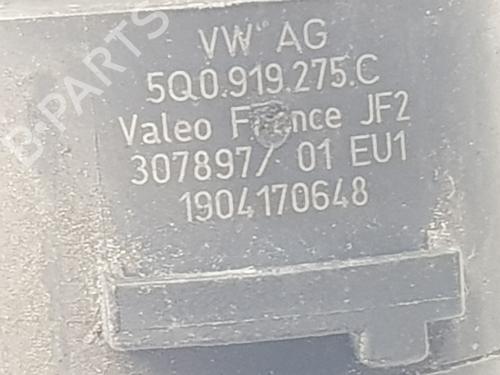 VW AG
5Q0.919.275.C
Valeo France JF2
307897/ 01 EU1
1904170648
B-PARTS